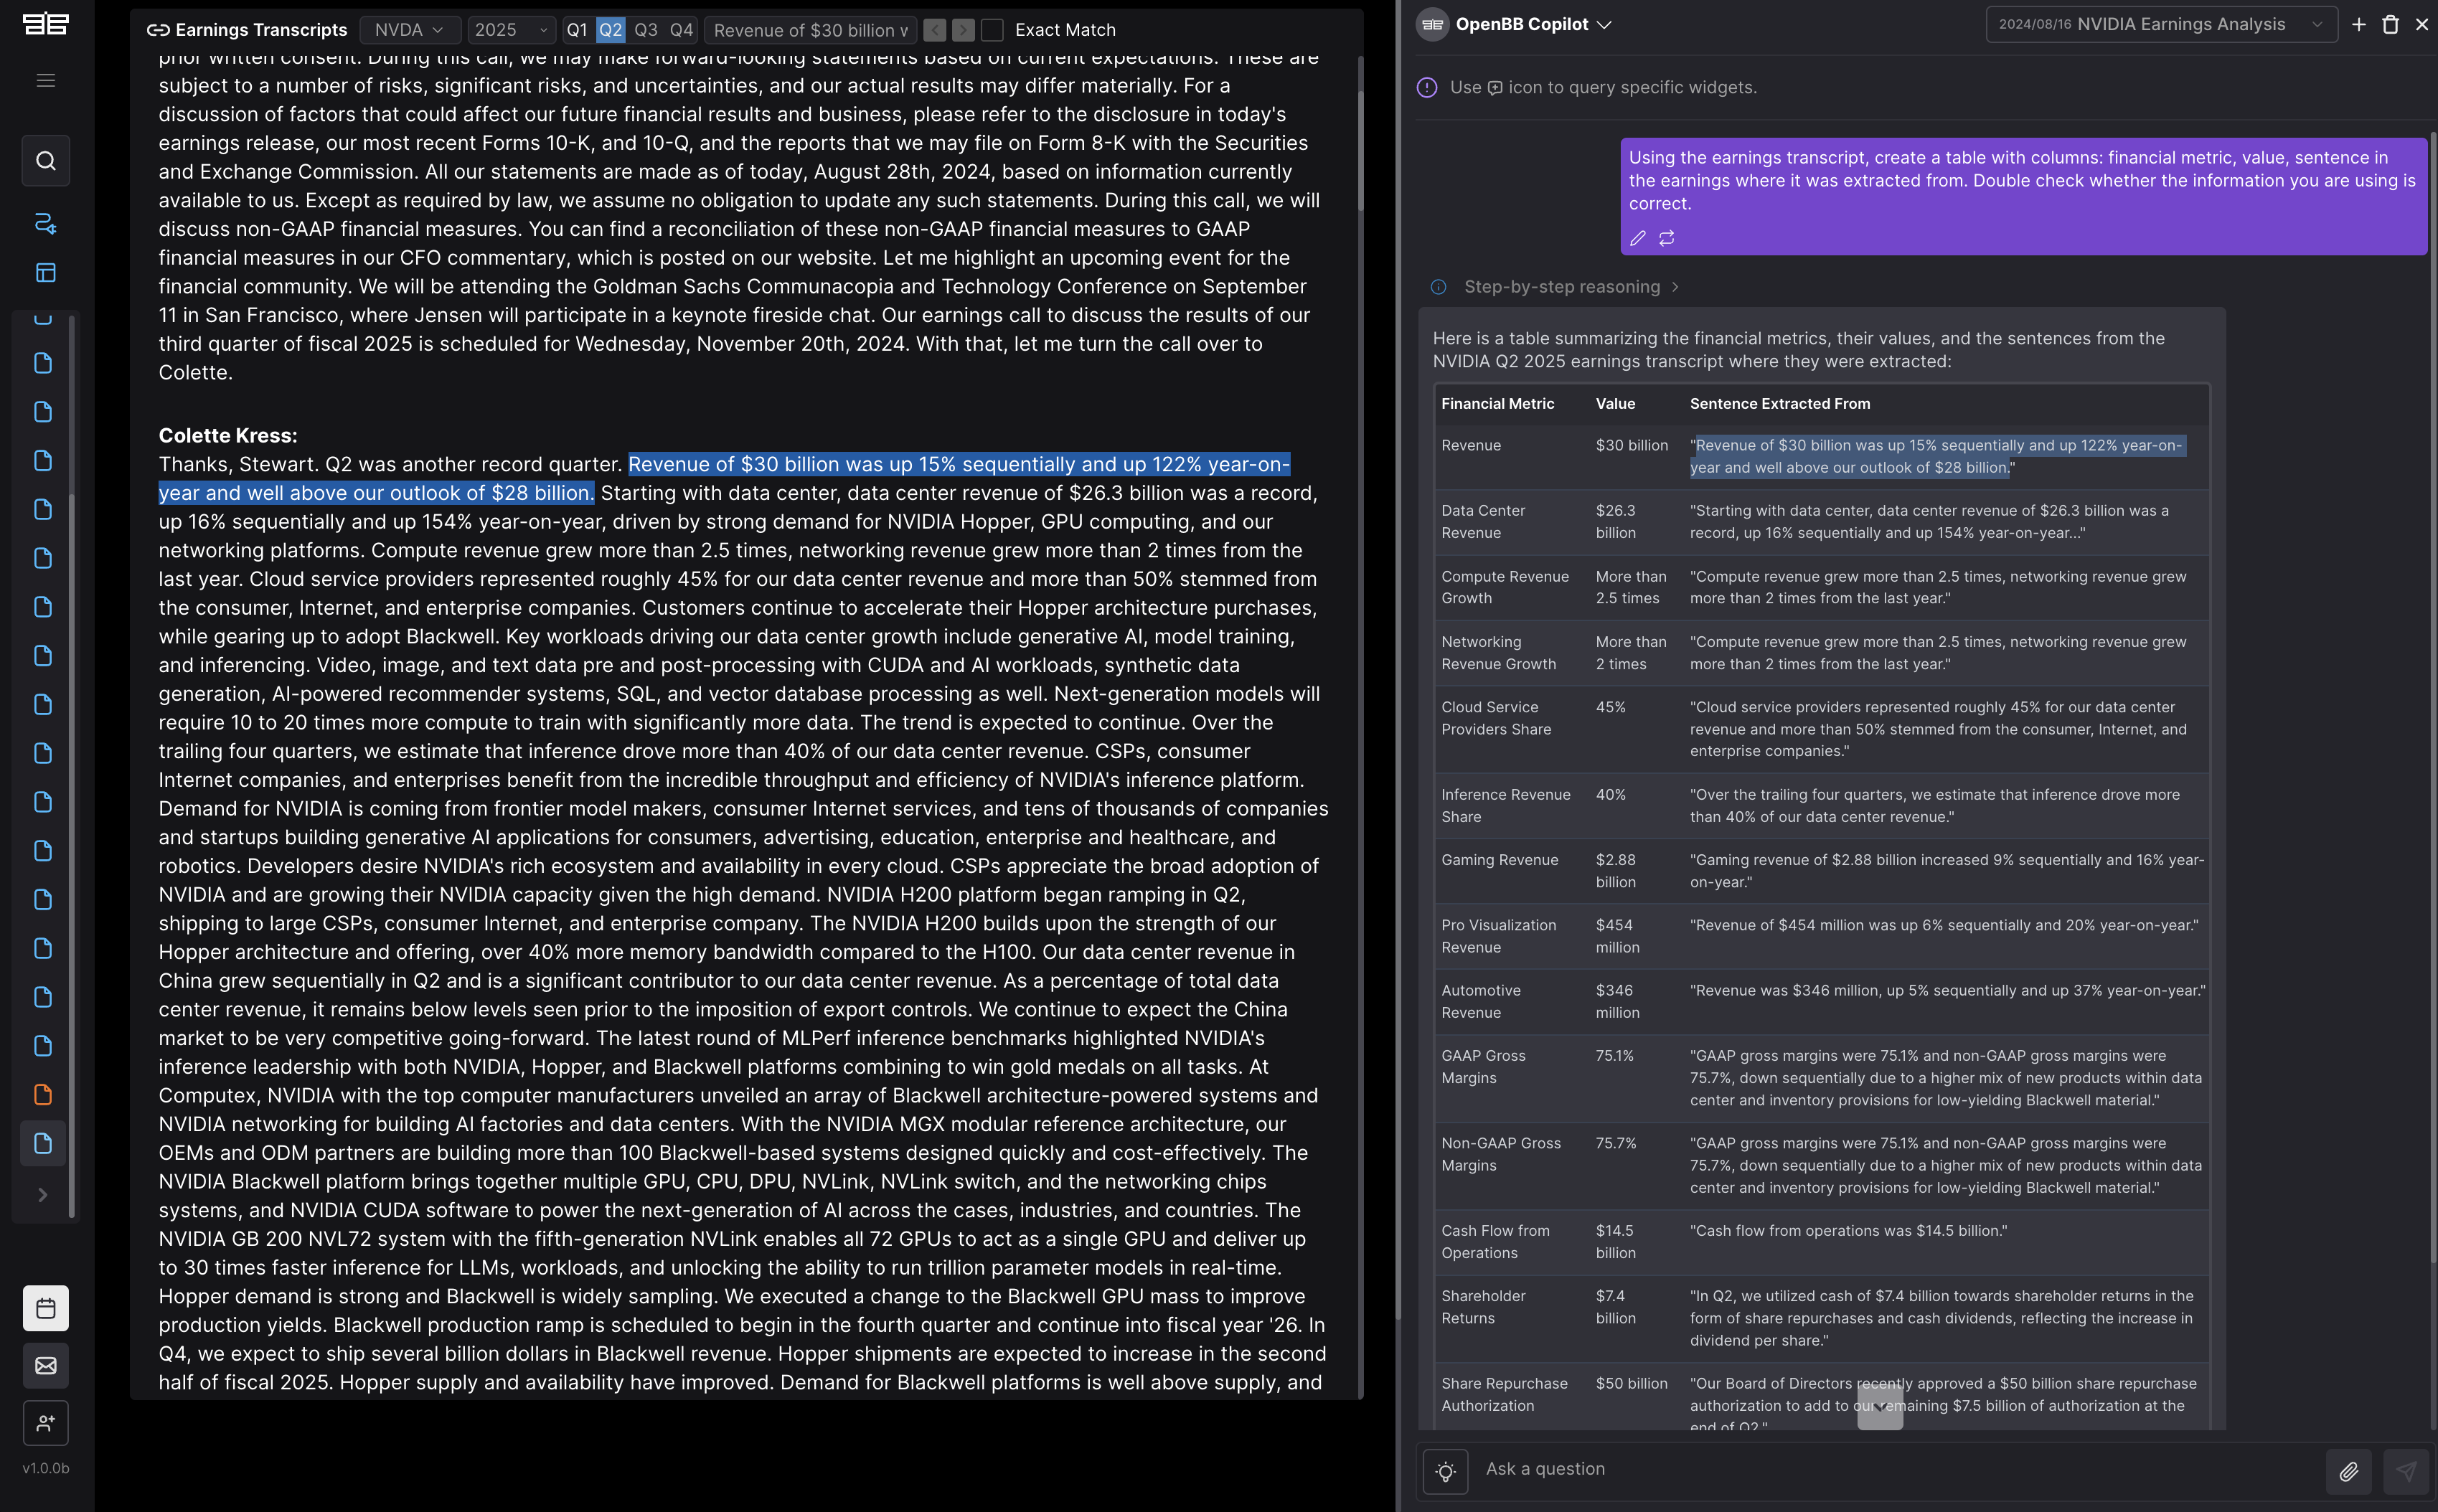 Earnings Transcripts NVDA 2025 Q1 Q2 Q3 Q4 Revenue of $30 billion w Exact Match
prior written consent. During this call, we may make forward-looking statements based on current expectations. These are
subject to a number of risks, significant risks, and uncertainties, and our actual results may differ materially. For a
discussion of factors that could affect our future financial results and business, please refer to the disclosure in today's
earnings release, our most recent Forms 10-K, and 10-Q, and the reports that we may file on Form 8-K with the Securities
and Exchange Commission. All our statements are made as of today, August 28th, 2024, based on information currently
available to us. Except as required by law, we assume no obligation to update any such statements. During this call, we will
discuss non-GAAP financial measures. You can find a reconciliation of these non-GAAP financial measures to GAAP
financial measures in our CFO commentary, which is posted on our website. Let me highlight an upcoming event for the
financial community. We will be attending the Goldman Sachs Communacopia and Technology Conference on September
11 in San Francisco, where Jensen will participate in a keynote fireside chat. Our earnings call to discuss the results of our
third quarter of fiscal 2025 is scheduled for Wednesday, November 20th, 2024. With that, let me turn the call over to
Colette.
Colette Kress:
Thanks, Stewart. Q2 was another record quarter. Revenue of $30 billion was up 15% sequentially and up 122% year-on-
year and well above our outlook of $28 billion. Starting with data center, data center revenue of $26.3 billion was a record,
up 16% sequentially and up 154% year-on-year, driven by strong demand for NVIDIA Hopper, GPU computing, and our
networking platforms. Compute revenue grew more than 2.5 times, networking revenue grew more than 2 times from the
last year. Cloud service providers represented roughly 45% for our data center revenue and more than 50% stemmed from
the consumer, Internet, and enterprise companies. Customers continue to accelerate their Hopper architecture purchases,
while gearing up to adopt Blackwell. Key workloads driving our data center growth include generative AI, model training,
and inferencing. Video, image, and text data pre and post-processing with CUDA and AI workloads, synthetic data
generation, AI-powered recommender systems, SQL, and vector database processing as well. Next-generation models will
require 10 to 20 times more compute to train with significantly more data. The trend is expected to continue. Over the
trailing four quarters, we estimate that inference drove more than 40% of our data center revenue. CSPs, consumer
Internet companies, and enterprises benefit from the incredible throughput and efficiency of NVIDIA's inference platform.
Demand for NVIDIA is coming from frontier model makers, consumer Internet services, and tens of thousands of companies
and startups building generative AI applications for consumers, advertising, education, enterprise and healthcare, and
robotics. Developers desire NVIDIA's rich ecosystem and availability in every cloud. CSPs appreciate the broad adoption of
NVIDIA and are growing their NVIDIA capacity given the high demand. NVIDIA H200 platform began ramping in Q2,
shipping to large CSPs, consumer Internet, and enterprise company. The NVIDIA H200 builds upon the strength of our
Hopper architecture and offering, over 40% more memory bandwidth compared to the H100. Our data center revenue in
China grew sequentially in Q2 and is a significant contributor to our data center revenue. As a percentage of total data
center revenue, it remains below levels seen prior to the imposition of export controls. We continue to expect the China
market to be very competitive going-forward. The latest round of MLPerf inference benchmarks highlighted NVIDIA's
inference leadership with both NVIDIA, Hopper, and Blackwell platforms combining to win gold medals on all tasks. At
Computex, NVIDIA with the top computer manufacturers unveiled an array of Blackwell architecture-powered systems and
NVIDIA networking for building AI factories and data centers. With the NVIDIA MGX modular reference architecture, our
OEMs and ODM partners are building more than 100 Blackwell-based systems designed quickly and cost-effectively. The
NVIDIA Blackwell platform brings together multiple GPU, CPU, DPU, NVLink, NVLink switch, and the networking chips
systems, and NVIDIA CUDA software to power the next-generation of AI across the cases, industries, and countries. The
NVIDIA GB 200 NVL72 system with the fifth-generation NVLink enables all 72 GPUs to act as a single GPU and deliver up
to 30 times faster inference for LLMs, workloads, and unlocking the ability to run trillion parameter models in real-time.
Hopper demand is strong and Blackwell is widely sampling. We executed a change to the Blackwell GPU mass to improve
production yields. Blackwell production ramp is scheduled to begin in the fourth quarter and continue into fiscal year '26. In
Q4, we expect to ship several billion dollars in Blackwell revenue. Hopper shipments are expected to increase in the second
half of fiscal 2025. Hopper supply and availability have improved. Demand for Blackwell platforms is well above supply, and
v1.0.0b
OpenBB Copilot 2024/08/16 NVIDIA Earnings Analysis
Use icon to query specific widgets.
Using the earnings transcript, create a table with columns: financial metric, value, sentence in
the earnings where it was extracted from. Double check whether the information you are using is
correct.
Step-by-step reasoning
Here is a table summarizing the financial metrics, their values, and the sentences from the
NVIDIA Q2 2025 earnings transcript where they were extracted:
Financial Metric Value Sentence Extracted From
Revenue $30 billion "Revenue of $30 billion was up 15% sequentially and up 122% year-on-
year and well above our outlook of $28 billion."
Data Center $26.3 "Starting with data center, data center revenue of $26.3 billion was a
Revenue billion record, up 16% sequentially and up 154% year-on-year..."
Compute Revenue More than "Compute revenue grew more than 2.5 times, networking revenue grew
Growth 2.5 times more than 2 times from the last year."
Networking More than "Compute revenue grew more than 2.5 times, networking revenue grew
Revenue Growth 2 times more than 2 times from the last year."
Cloud Service 45% "Cloud service providers represented roughly 45% for our data center
Providers Share revenue and more than 50% stemmed from the consumer, Internet, and
enterprise companies."
Inference Revenue 40% "Over the trailing four quarters, we estimate that inference drove more
Share than 40% of our data center revenue."
Gaming Revenue $2.88 "Gaming revenue of $2.88 billion increased 9% sequentially and 16% year-
billion on-year."
Pro Visualization $454 "Revenue of $454 million was up 6% sequentially and 20% year-on-year."
Revenue million
Automotive $346 "Revenue was $346 million, up 5% sequentially and up 37% year-on-year."
Revenue million
GAAP Gross 75.1% "GAAP gross margins were 75.1% and non-GAAP gross margins were
Margins 75.7%, down sequentially due to a higher mix of new products within data
center and inventory provisions for low-yielding Blackwell material."
Non-GAAP Gross 75.7% "GAAP gross margins were 75.1% and non-GAAP gross margins were
Margins 75.7%, down sequentially due to a higher mix of new products within data
center and inventory provisions for low-yielding Blackwell material."
Cash Flow from $14.5 "Cash flow from operations was $14.5 billion."
Operations billion
Shareholder $7.4 "In Q2, we utilized cash of $7.4 billion towards shareholder returns in the
Returns billion form of share repurchases and cash dividends, reflecting the increase in
dividend per share."
Share Repurchase $50 billion "Our Board of Directors recently approved a $50 billion share repurchase
Authorization authorization to add to our remaining $7.5 billion of authorization at the
end of Q2."
Ask a question